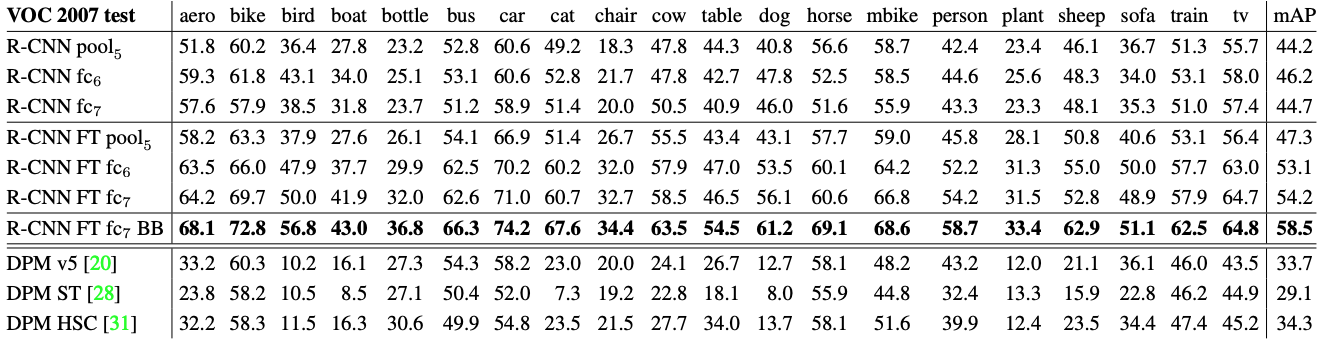 VOC 2007 test aero bike bird boat bottle bus car cat chair cow table dog horse mbike person plant sheep sofa train tv mAP
R-CNN pool5 51.8 60.2 36.4 27.8 23.2 52.8 60.6 49.2 18.3 47.8 44.3 40.8 56.6 58.7 42.4 23.4 46.1 36.7 51.3 55.7 44.2
R-CNN fc6 59.3 61.8 43.1 34.0 25.1 53.1 60.6 52.8 21.7 47.8 42.7 47.8 52.5 58.5 44.6 25.6 48.3 34.0 53.1 58.0 46.2
R-CNN fc7 57.6 57.9 38.5 31.8 23.7 51.2 58.9 51.4 20.0 50.5 40.9 46.0 51.6 55.9 43.3 23.3 48.1 35.3 51.0 57.4 44.7
R-CNN FT pool5 58.2 63.3 37.9 27.6 26.1 54.1 66.9 51.4 26.7 55.5 43.4 43.1 57.7 59.0 45.8 28.1 50.8 40.6 53.1 56.4 47.3
R-CNN FT fc6 63.5 66.0 47.9 37.7 29.9 62.5 70.2 60.2 32.0 57.9 47.0 53.5 60.1 64.2 52.2 31.3 55.0 50.0 57.7 63.0 53.1
R-CNN FT fc7 64.2 69.7 50.0 41.9 32.0 62.6 71.0 60.7 32.7 58.5 46.5 56.1 60.6 66.8 54.2 31.5 52.8 48.9 57.9 64.7 54.2
R-CNN FT fc7 BB 68.1 72.8 56.8 43.0 36.8 66.3 74.2 67.6 34.4 63.5 54.5 61.2 69.1 68.6 58.7 33.4 62.9 51.1 62.5 64.8 58.5
DPM v5 [20] 33.2 60.3 10.2 16.1 27.3 54.3 58.2 23.0 20.0 24.1 26.7 12.7 58.1 48.2 43.2 12.0 21.1 36.1 46.0 43.5 33.7
DPM ST [28] 23.8 58.2 10.5 8.5 27.1 50.4 52.0 7.3 19.2 22.8 18.1 8.0 55.9 44.8 32.4 13.3 15.9 22.8 46.2 44.9 29.1
DPM HSC [31] 32.2 58.3 11.5 16.3 30.6 49.9 54.8 23.5 21.5 27.7 34.0 13.7 58.1 51.6 39.9 12.4 23.5 34.4 47.4 45.2 34.3